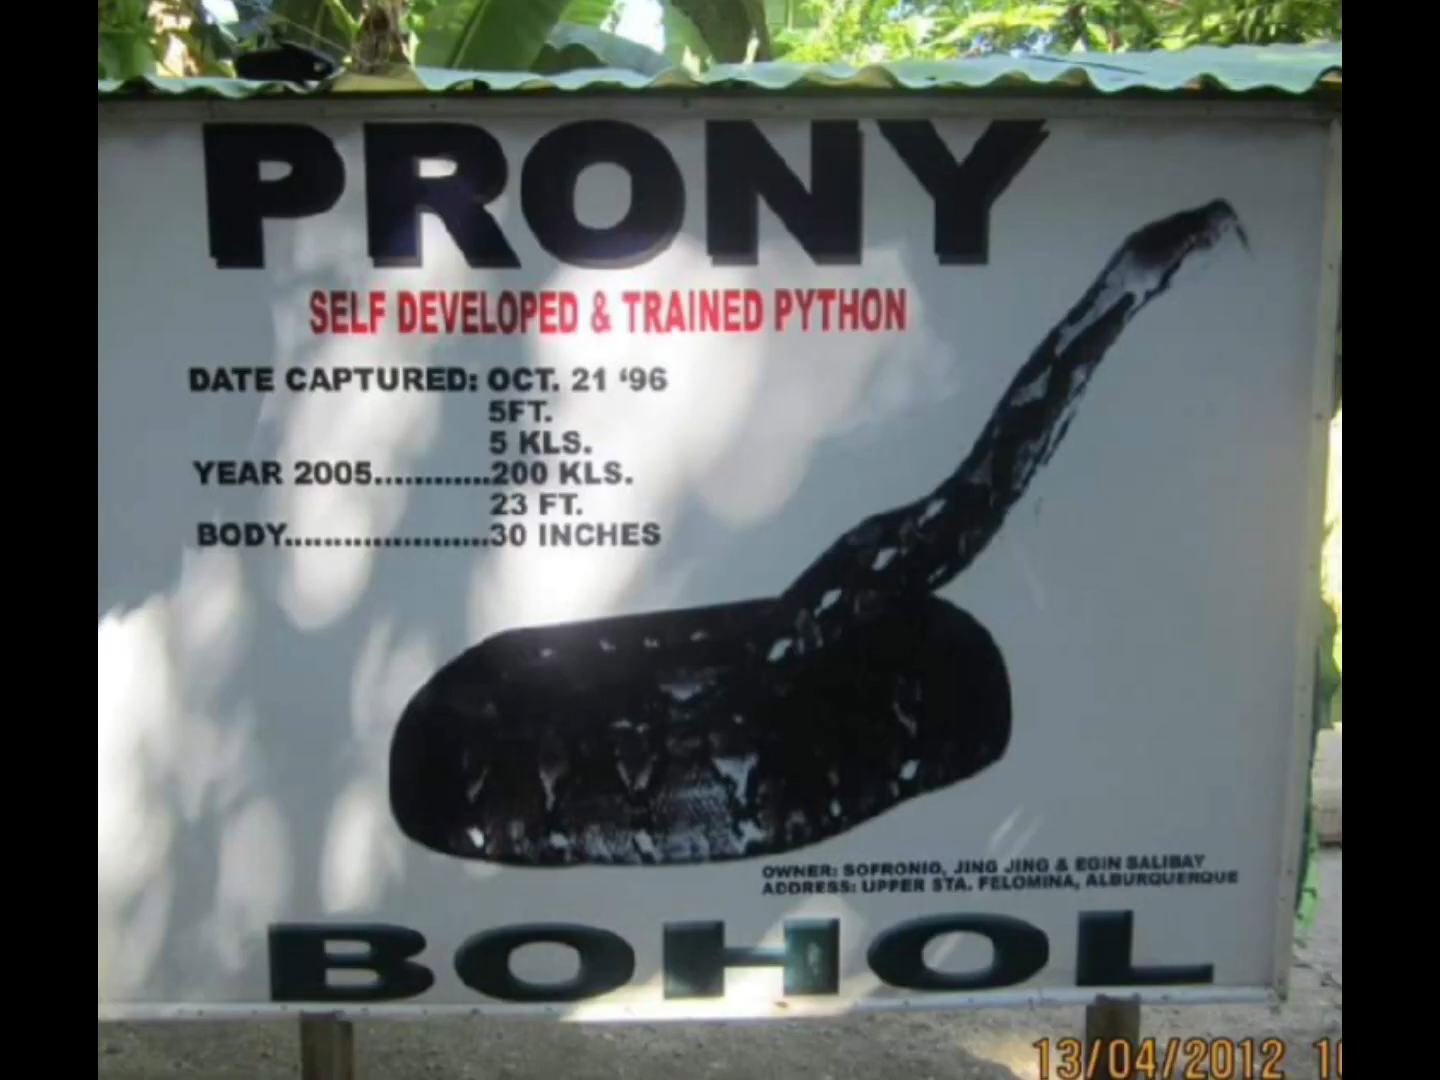 PRONY
SELF DEVELOPED & TRAINED PYTHON
DATE CAPTURED: OCT. 21 '96
5FT.
5 KLS.
YEAR 2005............200 KLS.
23 FT.
BODY.....................30 INCHES
OWNER: SOFRONIO, JING JING & EGIN SALIBAY
ADDRESS: UPPER STA. FELOMINA, ALBURQUERQUE
BOHOL
13/04/2012